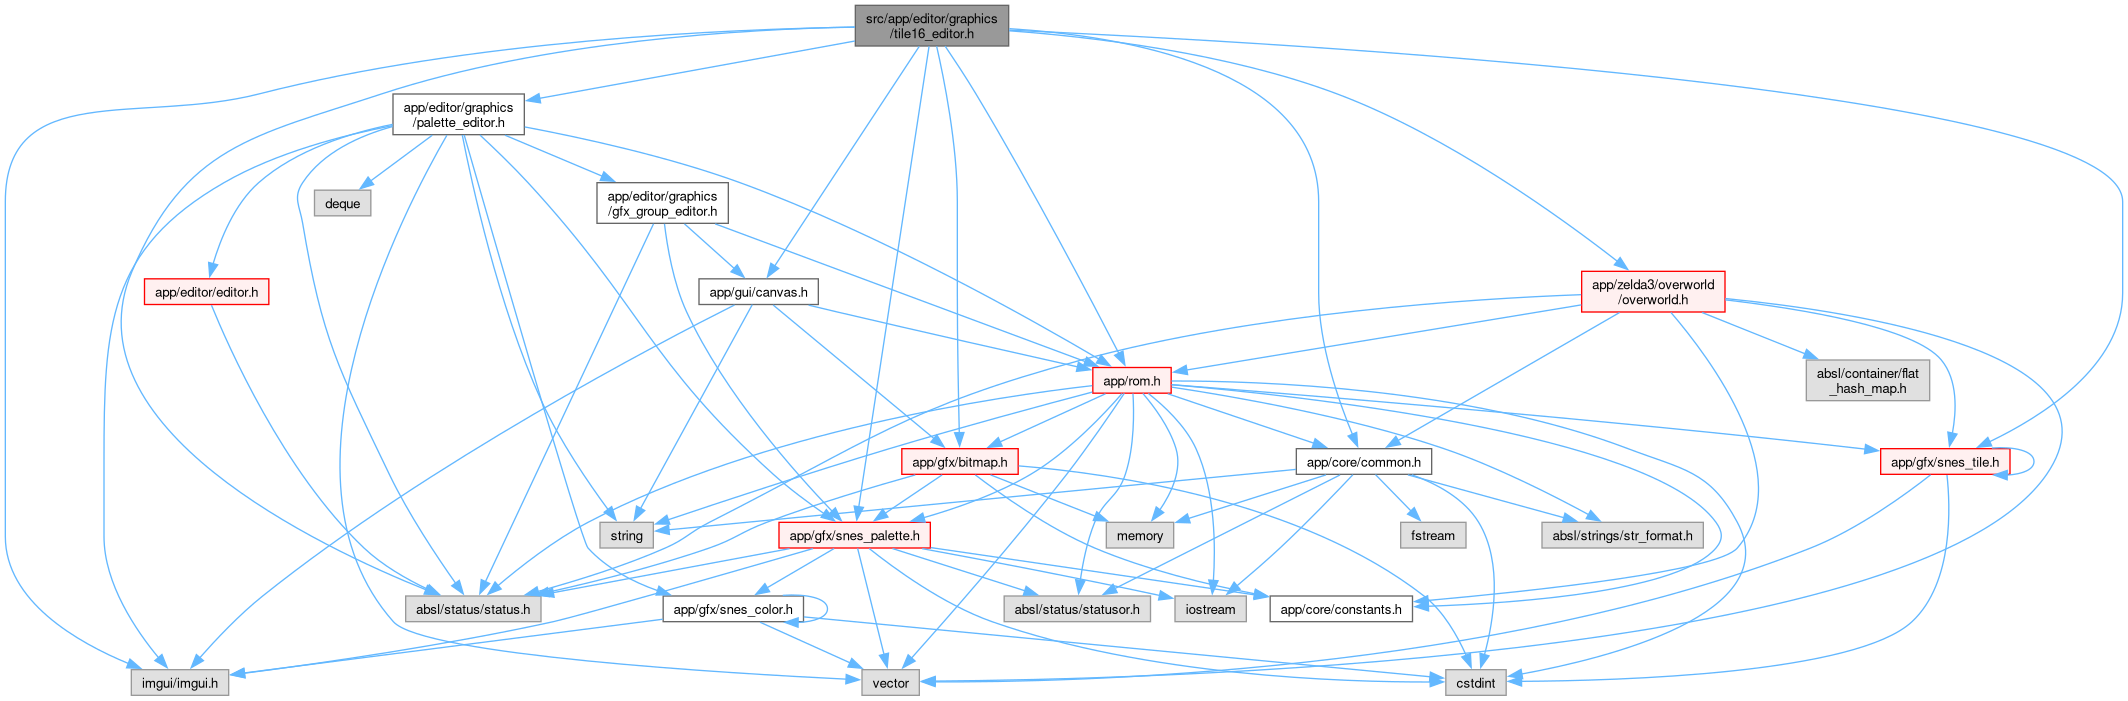 src/app/editor/graphics
/tile16_editor.h
app/editor/graphics
/palette_editor.h
deque
app/editor/graphics
/gfx_group_editor.h
app/editor/editor.h
app/gui/canvas.h
app/zelda3/overworld
/overworld.h
app/rom.h
absl/container/flat
_hash_map.h
app/gfx/bitmap.h
app/core/common.h
app/gfx/snes_tile.h
string
app/gfx/snes_palette.h
memory
fstream
absl/strings/str_format.h
absl/status/status.h
app/gfx/snes_color.h
absl/status/statusor.h
iostream
app/core/constants.h
imgui/imgui.h
vector
cstdint